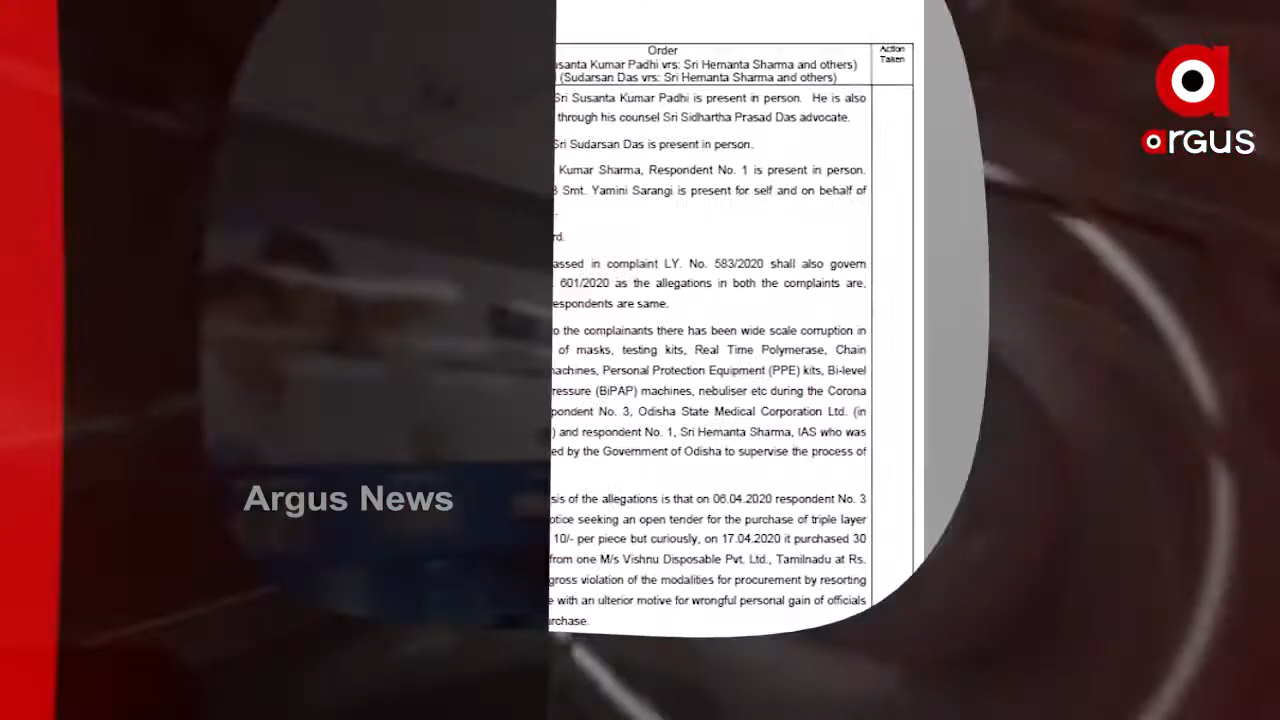 Order
Action
Taken
usanta Kumar Padhi vrs: Sri Hemanta Sharma and others)
(Sudarsan Das vrs: Sri Hemanta Sharma and others)
Sri Susanta Kumar Padhi is present in person. He is also
through his counsel Sri Sidhartha Prasad Das advocate.
Sri Sudarsan Das is present in person.
Kumar Sharma, Respondent No. 1 is present in person.
Smt. Yamini Sarangi is present for self and on behalf of
rd.
assed in complaint LY. No. 583/2020 shall also govern
601/2020 as the allegations in both the complaints are,
espondents are same.
o the complainants there has been wide scale corruption in
of masks, testing kits, Real Time Polymerase, Chain
achines, Personal Protection Equipment (PPE) kits, Bi-level
ressure (BiPAP) machines, nebuliser etc during the Corona
pondent No. 3, Odisha State Medical Corporation Ltd. (in
) and respondent No. 1, Sri Hemanta Sharma, IAS who was
ed by the Government of Odisha to supervise the process of
sis of the allegations is that on 06.04.2020 respondent No. 3
otice seeking an open tender for the purchase of triple layer
10/- per piece but curiously, on 17.04.2020 it purchased 30
from one M/s Vishnu Disposable Pvt. Ltd., Tamilnadu at Rs.
gross violation of the modalities for procurement by resorting
e with an ulterior motive for wrongful personal gain of officials
urchase.
Argus News
argus